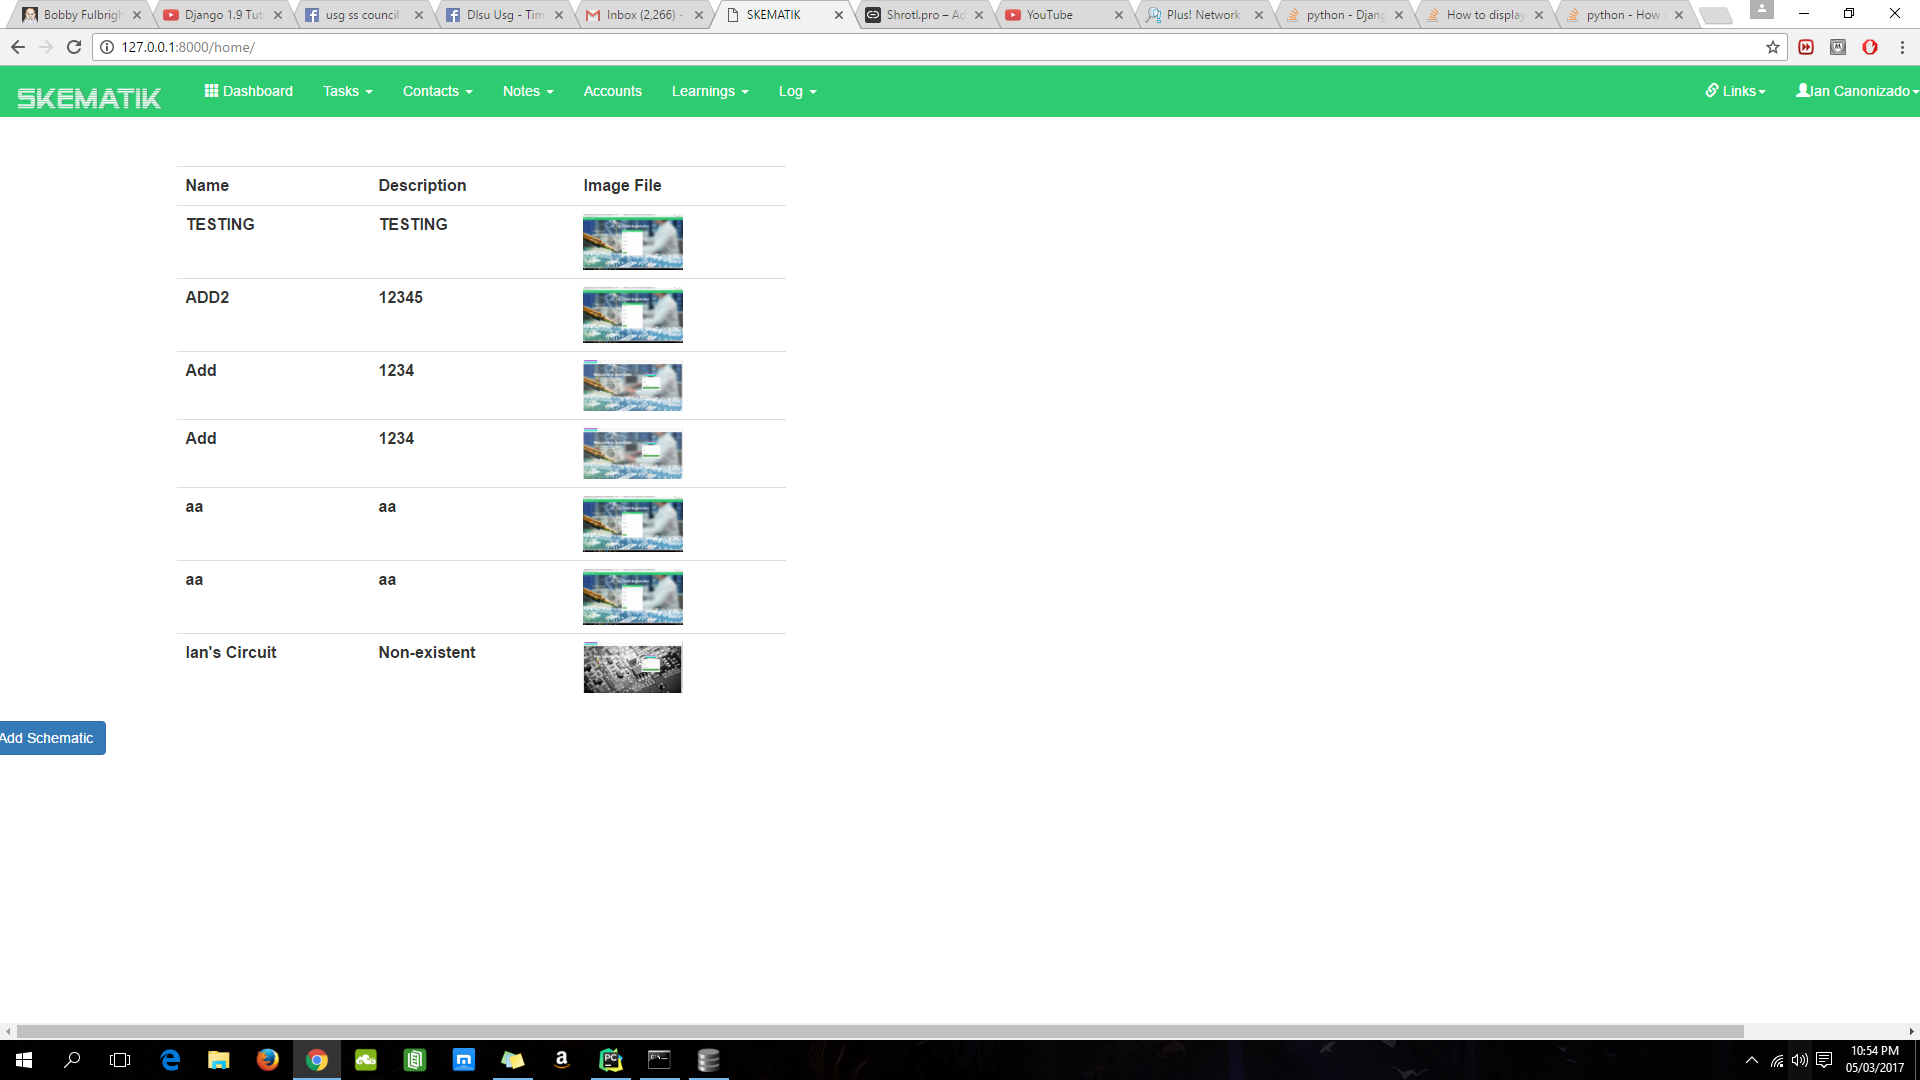 Bobby Fulbrigh
Django 1.9 Tut
usg ss council
Dlsu Usg - Tim
Inbox (2,266) -
SKEMATIK
Shrotl.pro – Ad
YouTube
Plus! Network
python - Djang
How to display
python - How
127.0.0.1:8000/home/
SKEMATIK
Dashboard
Tasks
Contacts
Notes
Accounts
Learnings
Log
Links
Ian Canonizado
Name Description Image File
TESTING TESTING
ADD2 12345
Add 1234
Add 1234
aa aa
aa aa
Ian's Circuit Non-existent
Add Schematic
10:54 PM
05/03/2017